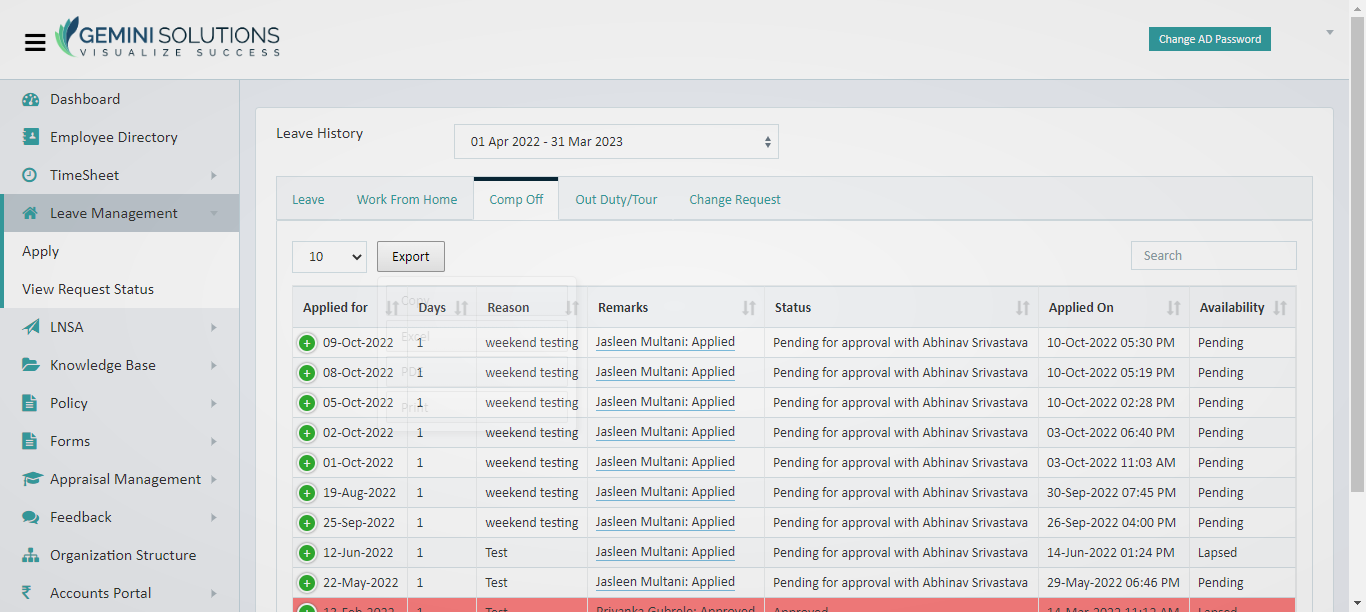 GEMINI SOLUTIONS
VISUALIZE SUCCESS
Change AD Password
Dashboard
Employee Directory
TimeSheet
Leave Management
Apply
View Request Status
LNSA
Knowledge Base
Policy
Forms
Appraisal Management
Feedback
Organization Structure
Accounts Portal
Leave History
01 Apr 2022 - 31 Mar 2023
Leave Work From Home Comp Off Out Duty/Tour Change Request
10 Export Search
Copy
Excel
PDF
Print
Applied for Days Reason Remarks Status Applied On Availability
09-Oct-2022 1 weekend testing Jasleen Multani: Applied Pending for approval with Abhinav Srivastava 10-Oct-2022 05:30 PM Pending
08-Oct-2022 1 weekend testing Jasleen Multani: Applied Pending for approval with Abhinav Srivastava 10-Oct-2022 05:19 PM Pending
05-Oct-2022 1 weekend testing Jasleen Multani: Applied Pending for approval with Abhinav Srivastava 10-Oct-2022 02:28 PM Pending
02-Oct-2022 1 weekend testing Jasleen Multani: Applied Pending for approval with Abhinav Srivastava 03-Oct-2022 06:40 PM Pending
01-Oct-2022 1 weekend testing Jasleen Multani: Applied Pending for approval with Abhinav Srivastava 03-Oct-2022 11:03 AM Pending
19-Aug-2022 1 weekend testing Jasleen Multani: Applied Pending for approval with Abhinav Srivastava 30-Sep-2022 07:45 PM Pending
25-Sep-2022 1 weekend testing Jasleen Multani: Applied Pending for approval with Abhinav Srivastava 26-Sep-2022 04:00 PM Pending
12-Jun-2022 1 Test Jasleen Multani: Applied Pending for approval with Abhinav Srivastava 14-Jun-2022 01:24 PM Lapsed
22-May-2022 1 Test Jasleen Multani: Applied Pending for approval with Abhinav Srivastava 29-May-2022 06:46 PM Pending
1 Test Approved